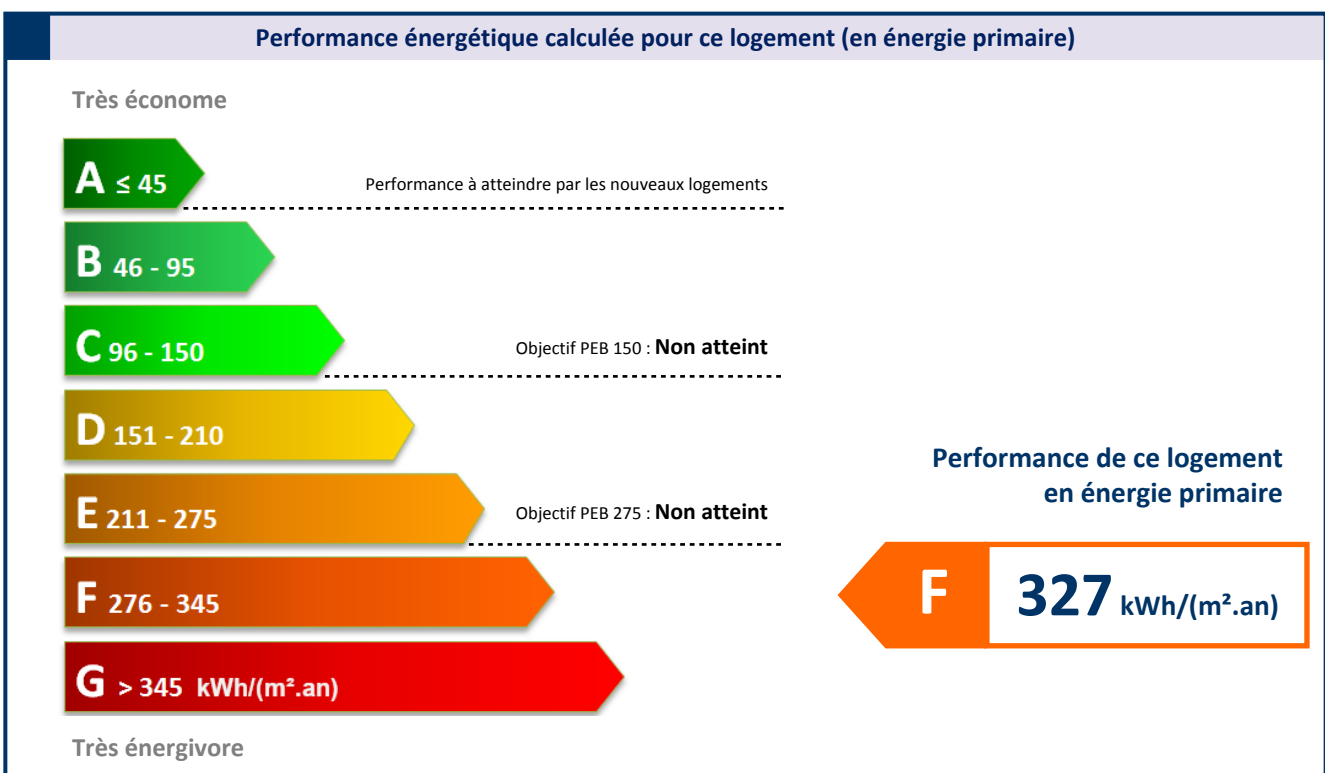 Performance énergétique calculée pour ce logement (en énergie primaire)
Très économe
A ≤ 45
Performance à atteindre par les nouveaux logements
B 46 - 95
C 96 - 150
Objectif PEB 150 : Non atteint
D 151 - 210
E 211 - 275
Objectif PEB 275 : Non atteint
F 276 - 345
G > 345 kWh/(m².an)
Très énergivore
Performance de ce logement
en énergie primaire
F 327 kWh/(m².an)